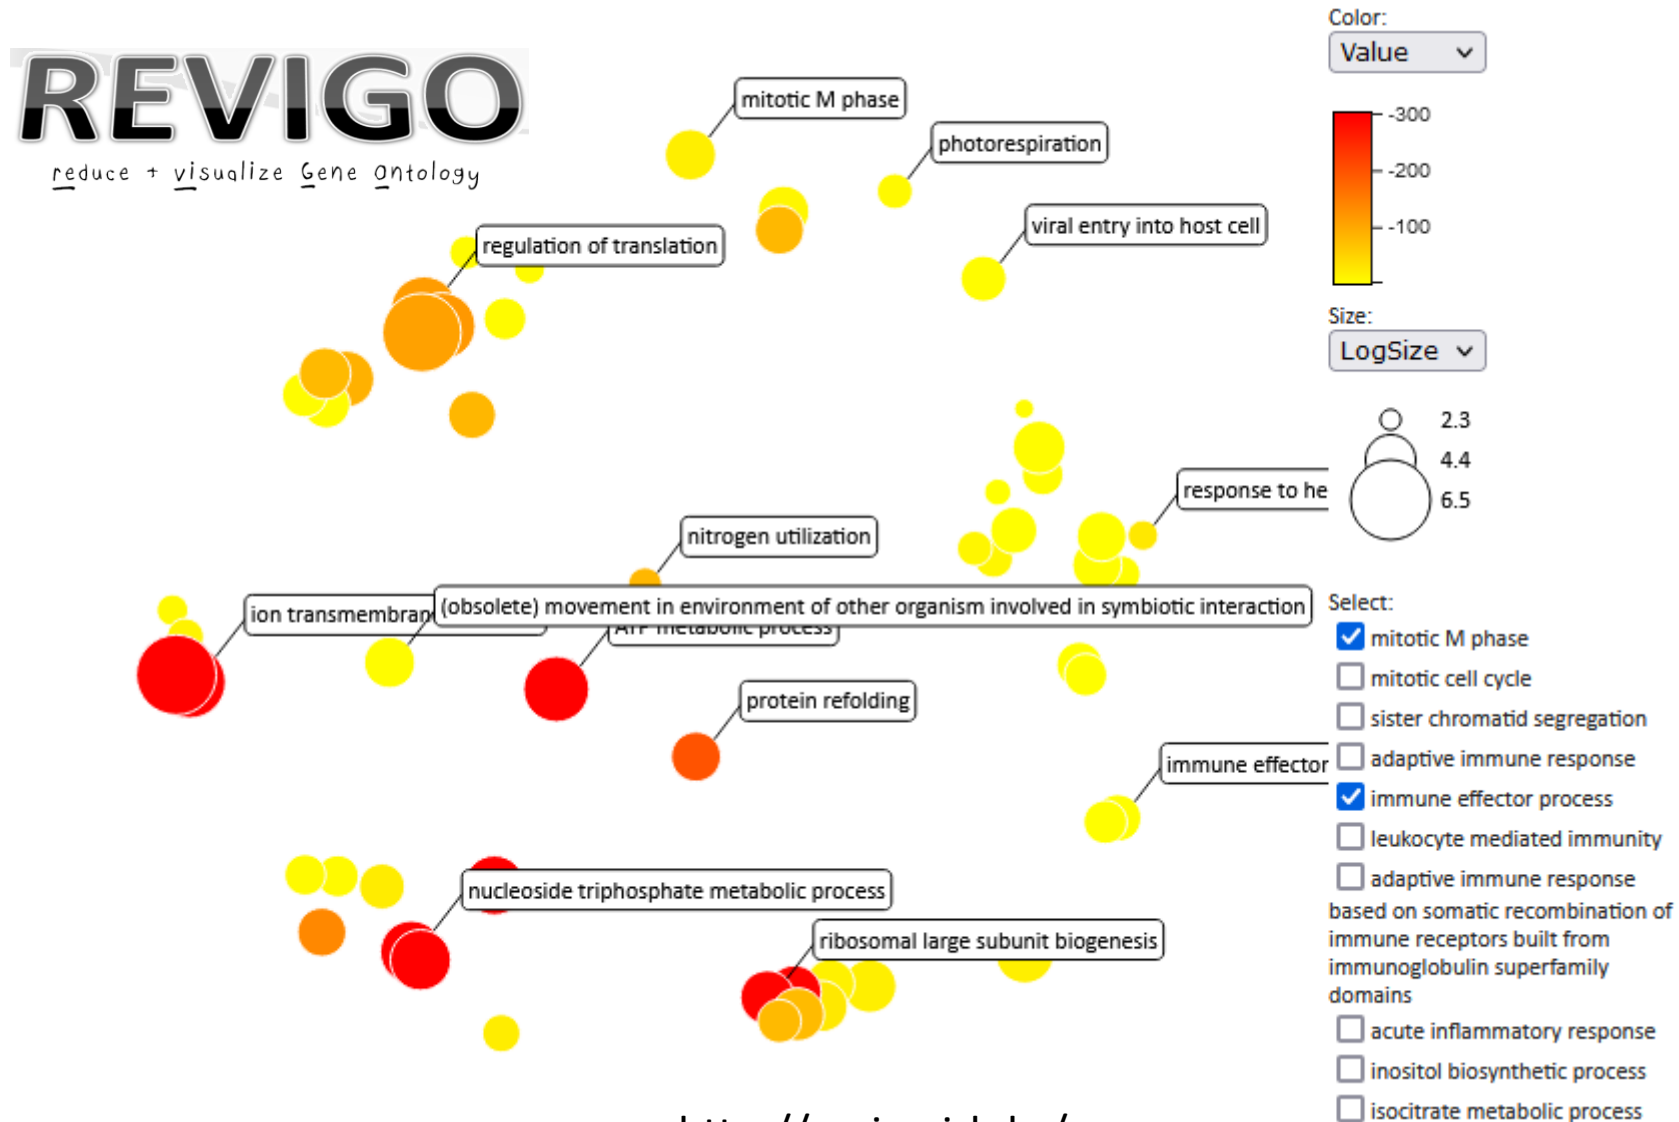 REVIGO
reduce + visualize Gene Ontology
mitotic M phase
photorespiration
viral entry into host cell
regulation of translation
response to he
nitrogen utilization
ion transmembran
(obsolete) movement in environment of other organism involved in symbiotic interaction
ATP metabolic process
protein refolding
immune effector
nucleoside triphosphate metabolic process
ribosomal large subunit biogenesis
Color:
Value
-300
-200
-100
Size:
LogSize
2.3
4.4
6.5
Select:
mitotic M phase
mitotic cell cycle
sister chromatid segregation
adaptive immune response
immune effector process
leukocyte mediated immunity
adaptive immune response
based on somatic recombination of
immune receptors built from
immunoglobulin superfamily
domains
acute inflammatory response
inositol biosynthetic process
isocitrate metabolic process